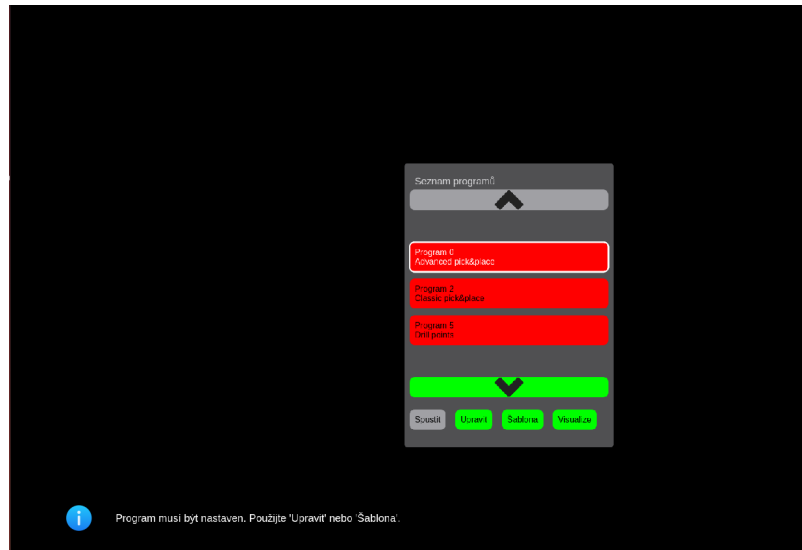 Seznam programů
Program 0
Advanced pick&place
Program 2
Classic pick&place
Program 5
Drill points
Spustit
Upravit
Šablona
Visualize
Program musí být nastaven. Použijte 'Upravit' nebo 'Šablona'.